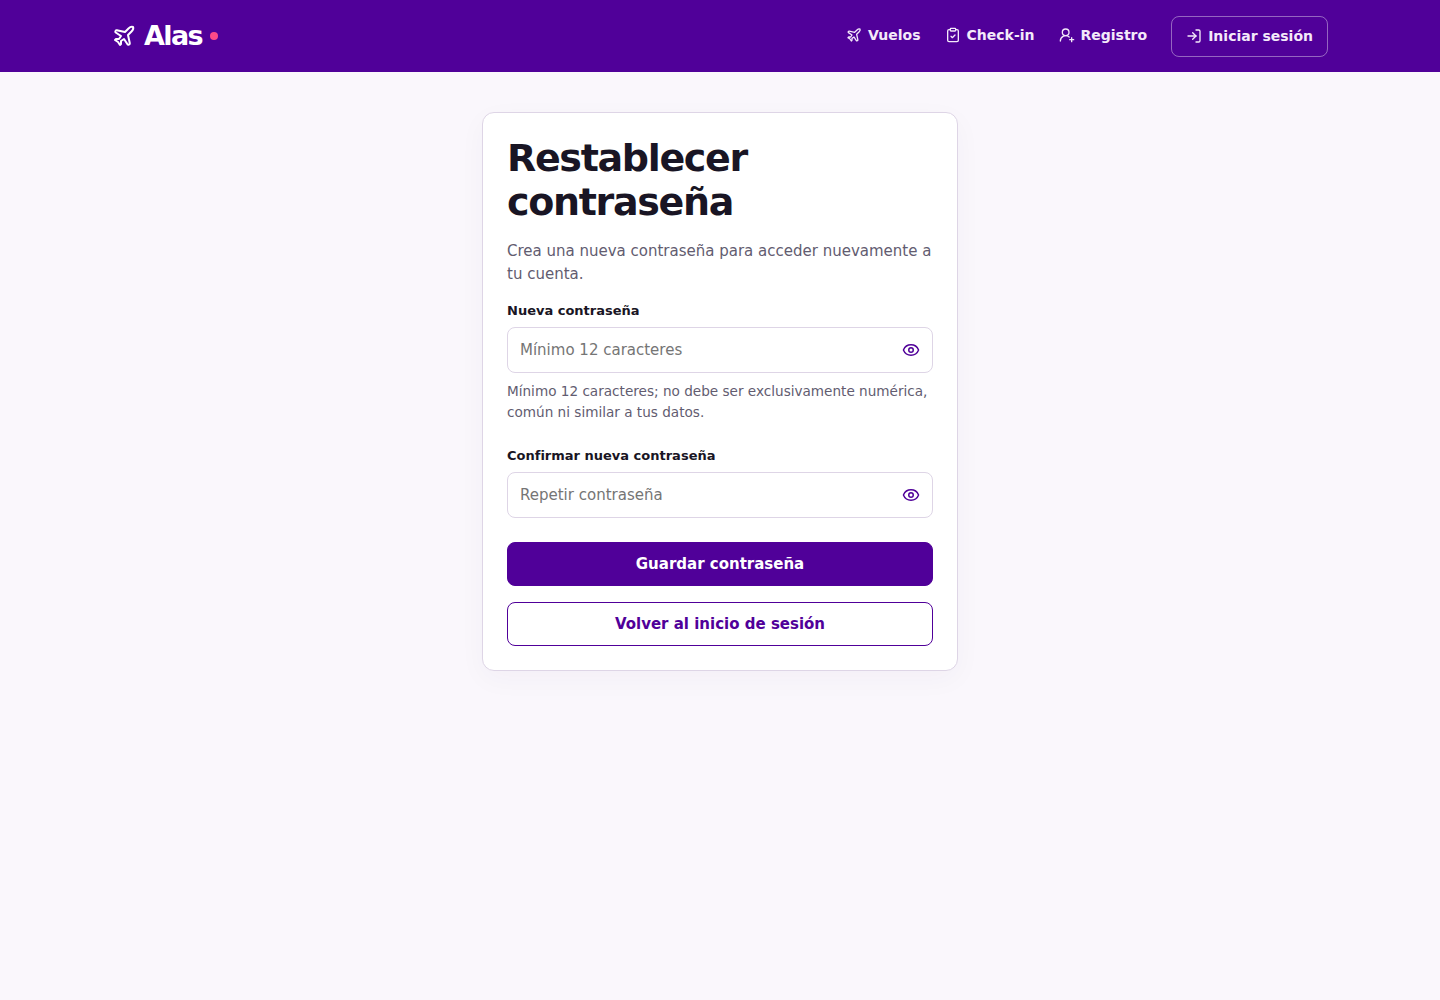 Alas
Vuelos
Check-in
Registro
Iniciar sesión
Restablecer
contraseña
Crea una nueva contraseña para acceder nuevamente a
tu cuenta.
Nueva contraseña
Mínimo 12 caracteres
Mínimo 12 caracteres; no debe ser exclusivamente numérica,
común ni similar a tus datos.
Confirmar nueva contraseña
Repetir contraseña
Guardar contraseña
Volver al inicio de sesión